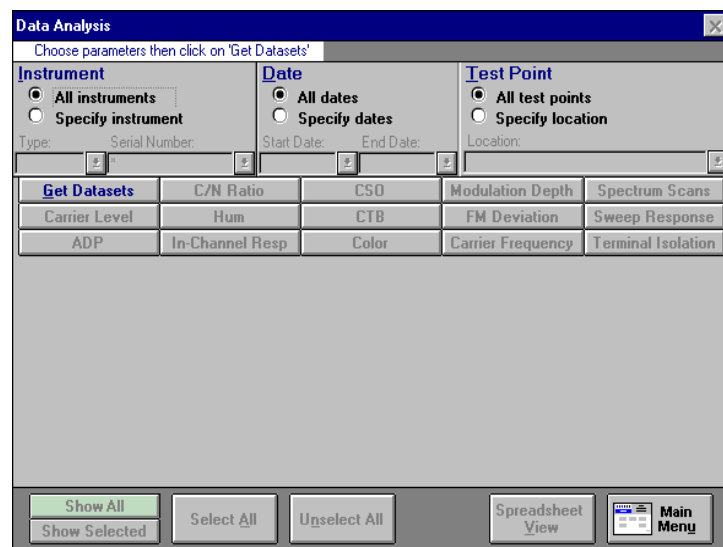 Data Analysis
Choose parameters then click on 'Get Datasets'
Instrument
All instruments
Specify instrument
Type: Serial Number:
*
Date
All dates
Specify dates
Start Date: End Date:
Test Point
All test points
Specify location
Location:
Get Datasets C/N Ratio CSO Modulation Depth Spectrum Scans
Carrier Level Hum CTB FM Deviation Sweep Response
ADP In-Channel Resp Color Carrier Frequency Terminal Isolation
Show All
Show Selected
Select All
Unselect All
Spreadsheet
View
Main
Menu